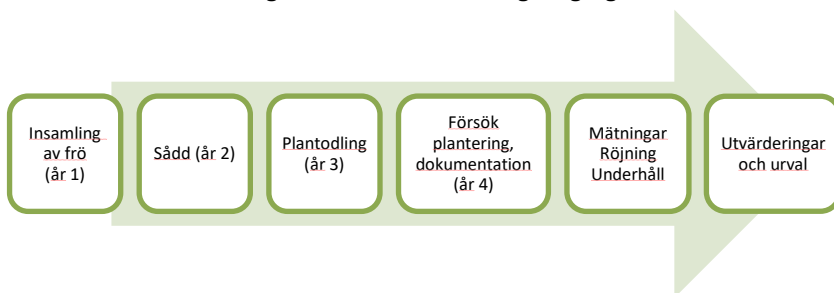 Insamling
av frö
(år 1)
Sådd (år 2)
Plantodling
(år 3)
Försök
plantering,
dokumentation
(år 4)
Mätningar
Röjning
Underhåll
Utvärderingar
och urval